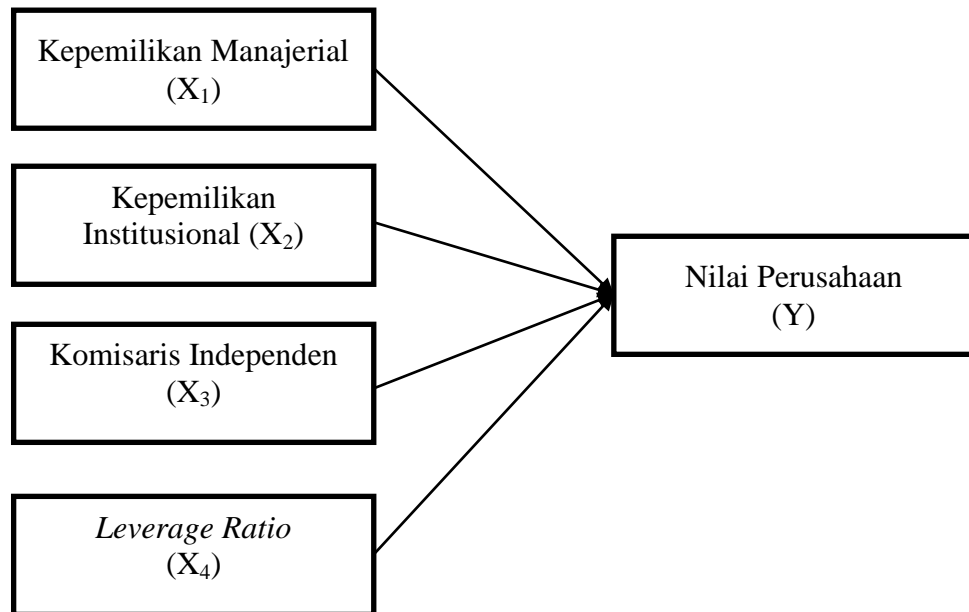 Kepemilikan Manajerial
(X₁)
Kepemilikan
Institusional (X₂)
Nilai Perusahaan
(Y)
Komisaris Independen
(X₃)
Leverage Ratio
(X₄)